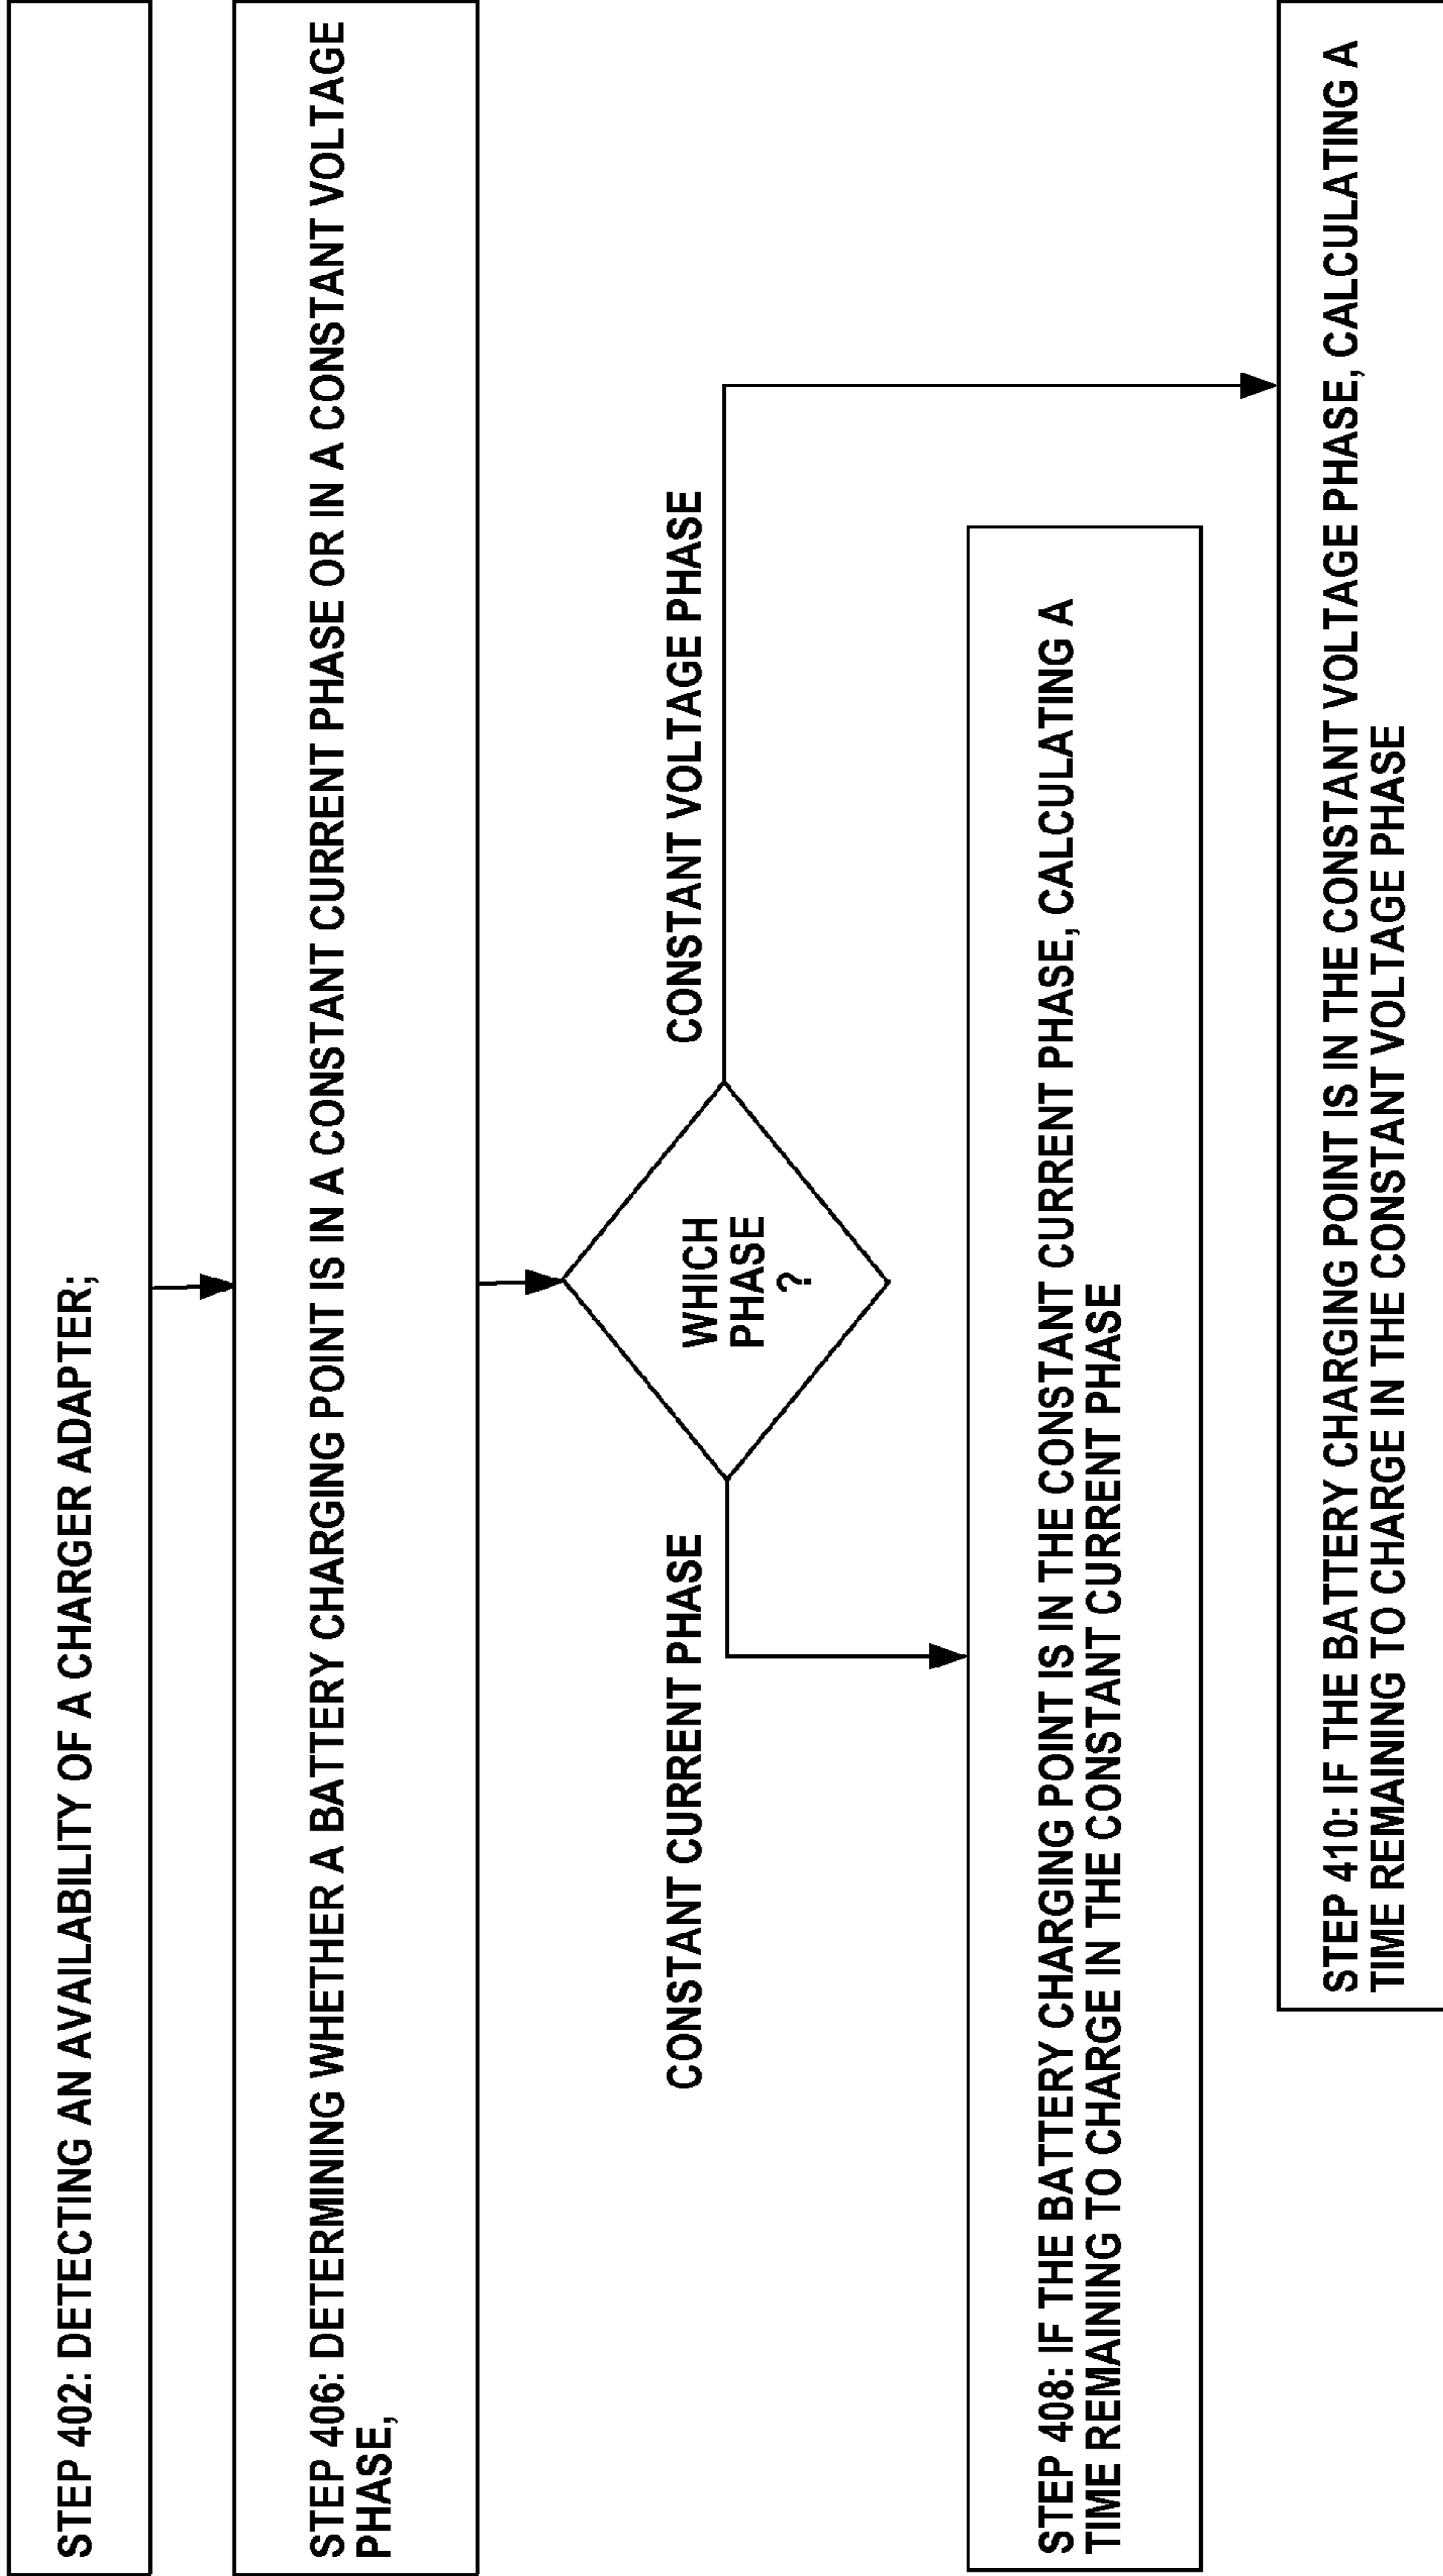 STEP 402: DETECTING AN AVAILABILITY OF A CHARGER ADAPTER;
STEP 406: DETERMINING WHETHER A BATTERY CHARGING POINT IS IN A CONSTANT CURRENT PHASE OR IN A CONSTANT VOLTAGE
PHASE,
CONSTANT CURRENT PHASE
WHICH
PHASE
?
CONSTANT VOLTAGE PHASE
STEP 408: IF THE BATTERY CHARGING POINT IS IN THE CONSTANT CURRENT PHASE, CALCULATING A
TIME REMAINING TO CHARGE IN THE CONSTANT CURRENT PHASE
STEP 410: IF THE BATTERY CHARGING POINT IS IN THE CONSTANT VOLTAGE PHASE, CALCULATING A
TIME REMAINING TO CHARGE IN THE CONSTANT VOLTAGE PHASE